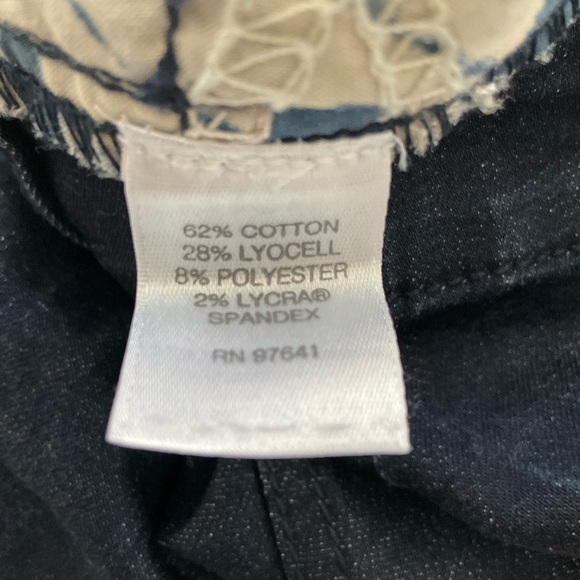 62% COTTON
28% LYOCELL
8% POLYESTER
2% LYCRA®
SPANDEX
RN 97641